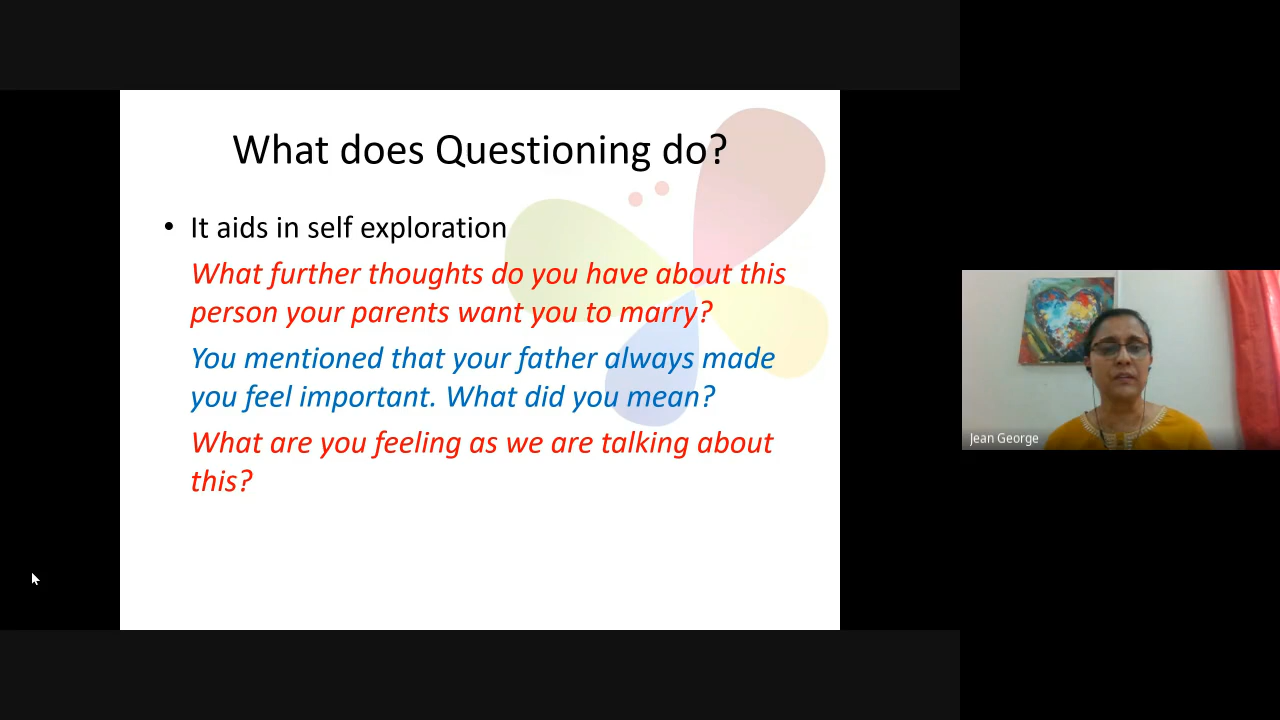 What does Questioning do?
• It aids in self exploration
What further thoughts do you have about this
person your parents want you to marry?
You mentioned that your father always made
you feel important. What did you mean?
What are you feeling as we are talking about
this?
Jean George